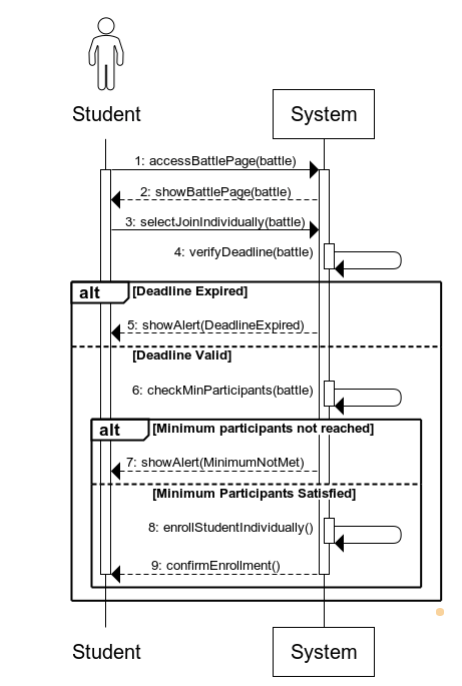 Student
System
1: accessBattlePage(battle)
2: showBattlePage(battle)
3: selectJoinIndividually(battle)
4: verifyDeadline(battle)
alt [Deadline Expired]
5: showAlert(DeadlineExpired)
[Deadline Valid]
6: checkMinParticipants(battle)
alt [Minimum participants not reached]
7: showAlert(MinimumNotMet)
[Minimum Participants Satisfied]
8: enrollStudentIndividually()
9: confirmEnrollment()
Student
System